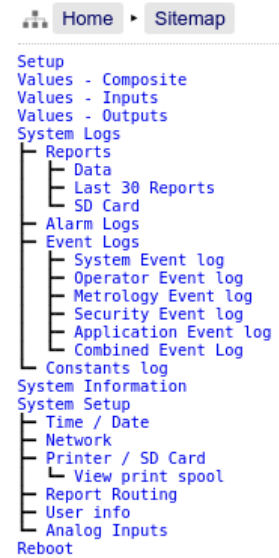 Home ▸ Sitemap
Setup
Values - Composite
Values - Inputs
Values - Outputs
System Logs
Reports
Data
Last 30 Reports
SD Card
Alarm Logs
Event Logs
System Event log
Operator Event log
Metrology Event log
Security Event log
Application Event log
Combined Event Log
Constants log
System Information
System Setup
Time / Date
Network
Printer / SD Card
View print spool
Report Routing
User info
Analog Inputs
Reboot